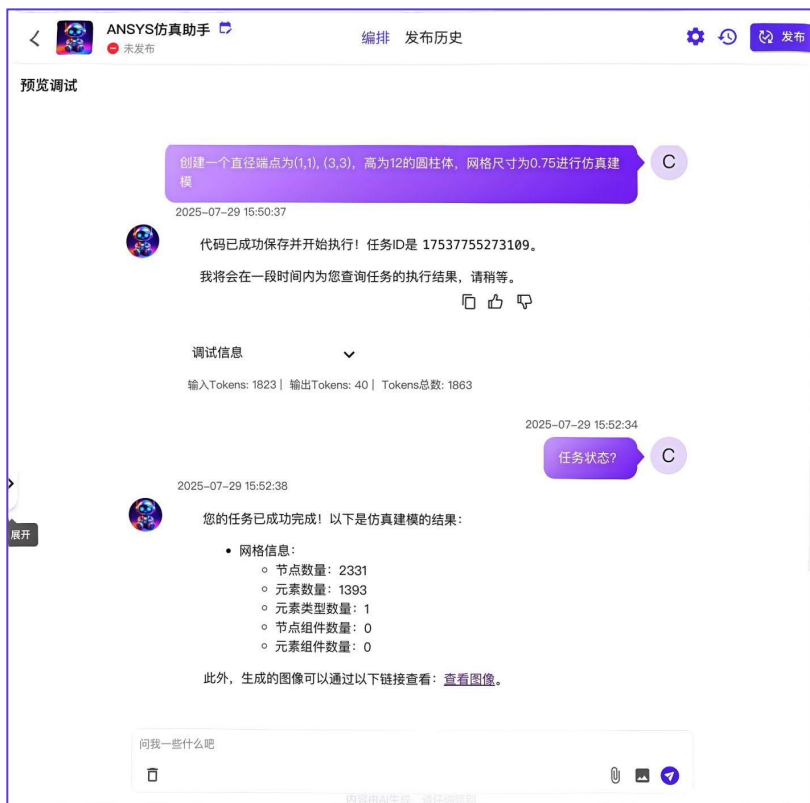 ANSYS仿真助手
未发布
编排 发布历史
发布
预览调试
创建一个直径端点为(1,1), (3,3)，高为12的圆柱体，网格尺寸为0.75进行仿真建
模
C
2025-07-29 15:50:37
代码已成功保存并开始执行！任务ID是 17537755273109。
我将会在一段时间内为您查询任务的执行结果，请稍等。
调试信息
输入Tokens: 1823 | 输出Tokens: 40 | Tokens总数: 1863
2025-07-29 15:52:34
任务状态?
C
2025-07-29 15:52:38
展开
您的任务已成功完成！以下是仿真建模的结果：
• 网格信息：
○ 节点数量：2331
○ 元素数量：1393
○ 元素类型数量：1
○ 节点组件数量：0
○ 元素组件数量：0
此外，生成的图像可以通过以下链接查看：查看图像。
问我一些什么吧